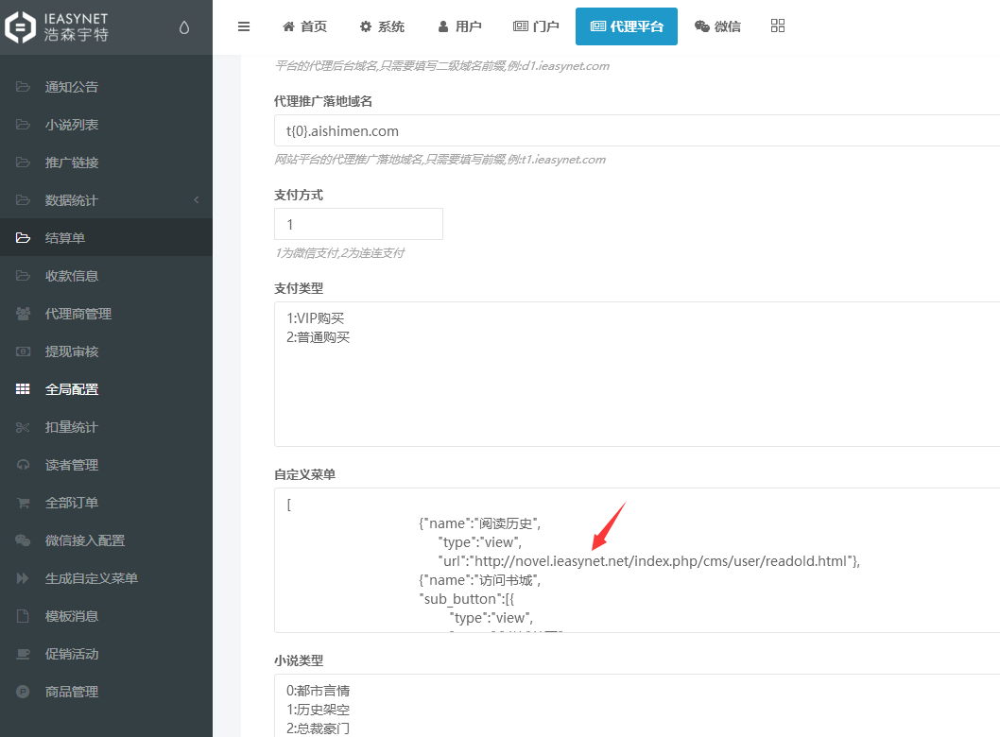 IEASYNET
浩森宇特
首页
系统
用户
门户
代理平台
微信
通知公告
小说列表
推广链接
数据统计
结算单
收款信息
代理商管理
提现审核
全局配置
扣量统计
读者管理
全部订单
微信接入配置
生成自定义菜单
模板消息
促销活动
商品管理
平台的代理后台域名,只需要填写二级域名前缀,例:d1.ieasynet.com
代理推广落地域名
t{0}.aishimen.com
网站平台的代理推广落地域名,只需要填写前缀,例:t1.ieasynet.com
支付方式
1
1为微信支付,2为连连支付
支付类型
1:VIP购买
2:普通购买
自定义菜单
[
{"name":"阅读历史",
"type":"view",
"url":"http://novel.ieasynet.net/index.php/cms/user/readold.html"},
{"name":"访问书城",
"sub_button":[{
"type":"view",
小说类型
0:都市言情
1:历史架空
2:总裁豪门